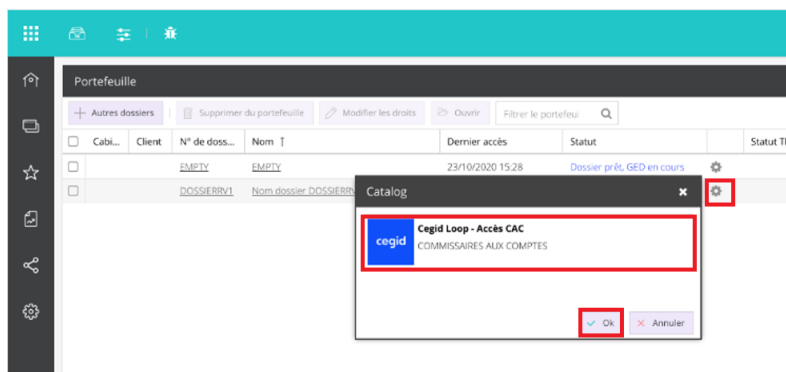 Portefeuille
Autres dossiers Supprimer du portefeuille Modifier les droits Ouvrir Filtrer le portefeui
Cabi... Client N° de doss... Nom Dernier accès Statut Statut
EMPTY EMPTY 23/10/2020 15:28 Dossier prêt, GED en cours
DOSSIERRV1 Nom dossier DOSSIERRV
Catalog
cegid
Cegid Loop - Accès CAC
COMMISSAIRES AUX COMPTES
Ok Annuler